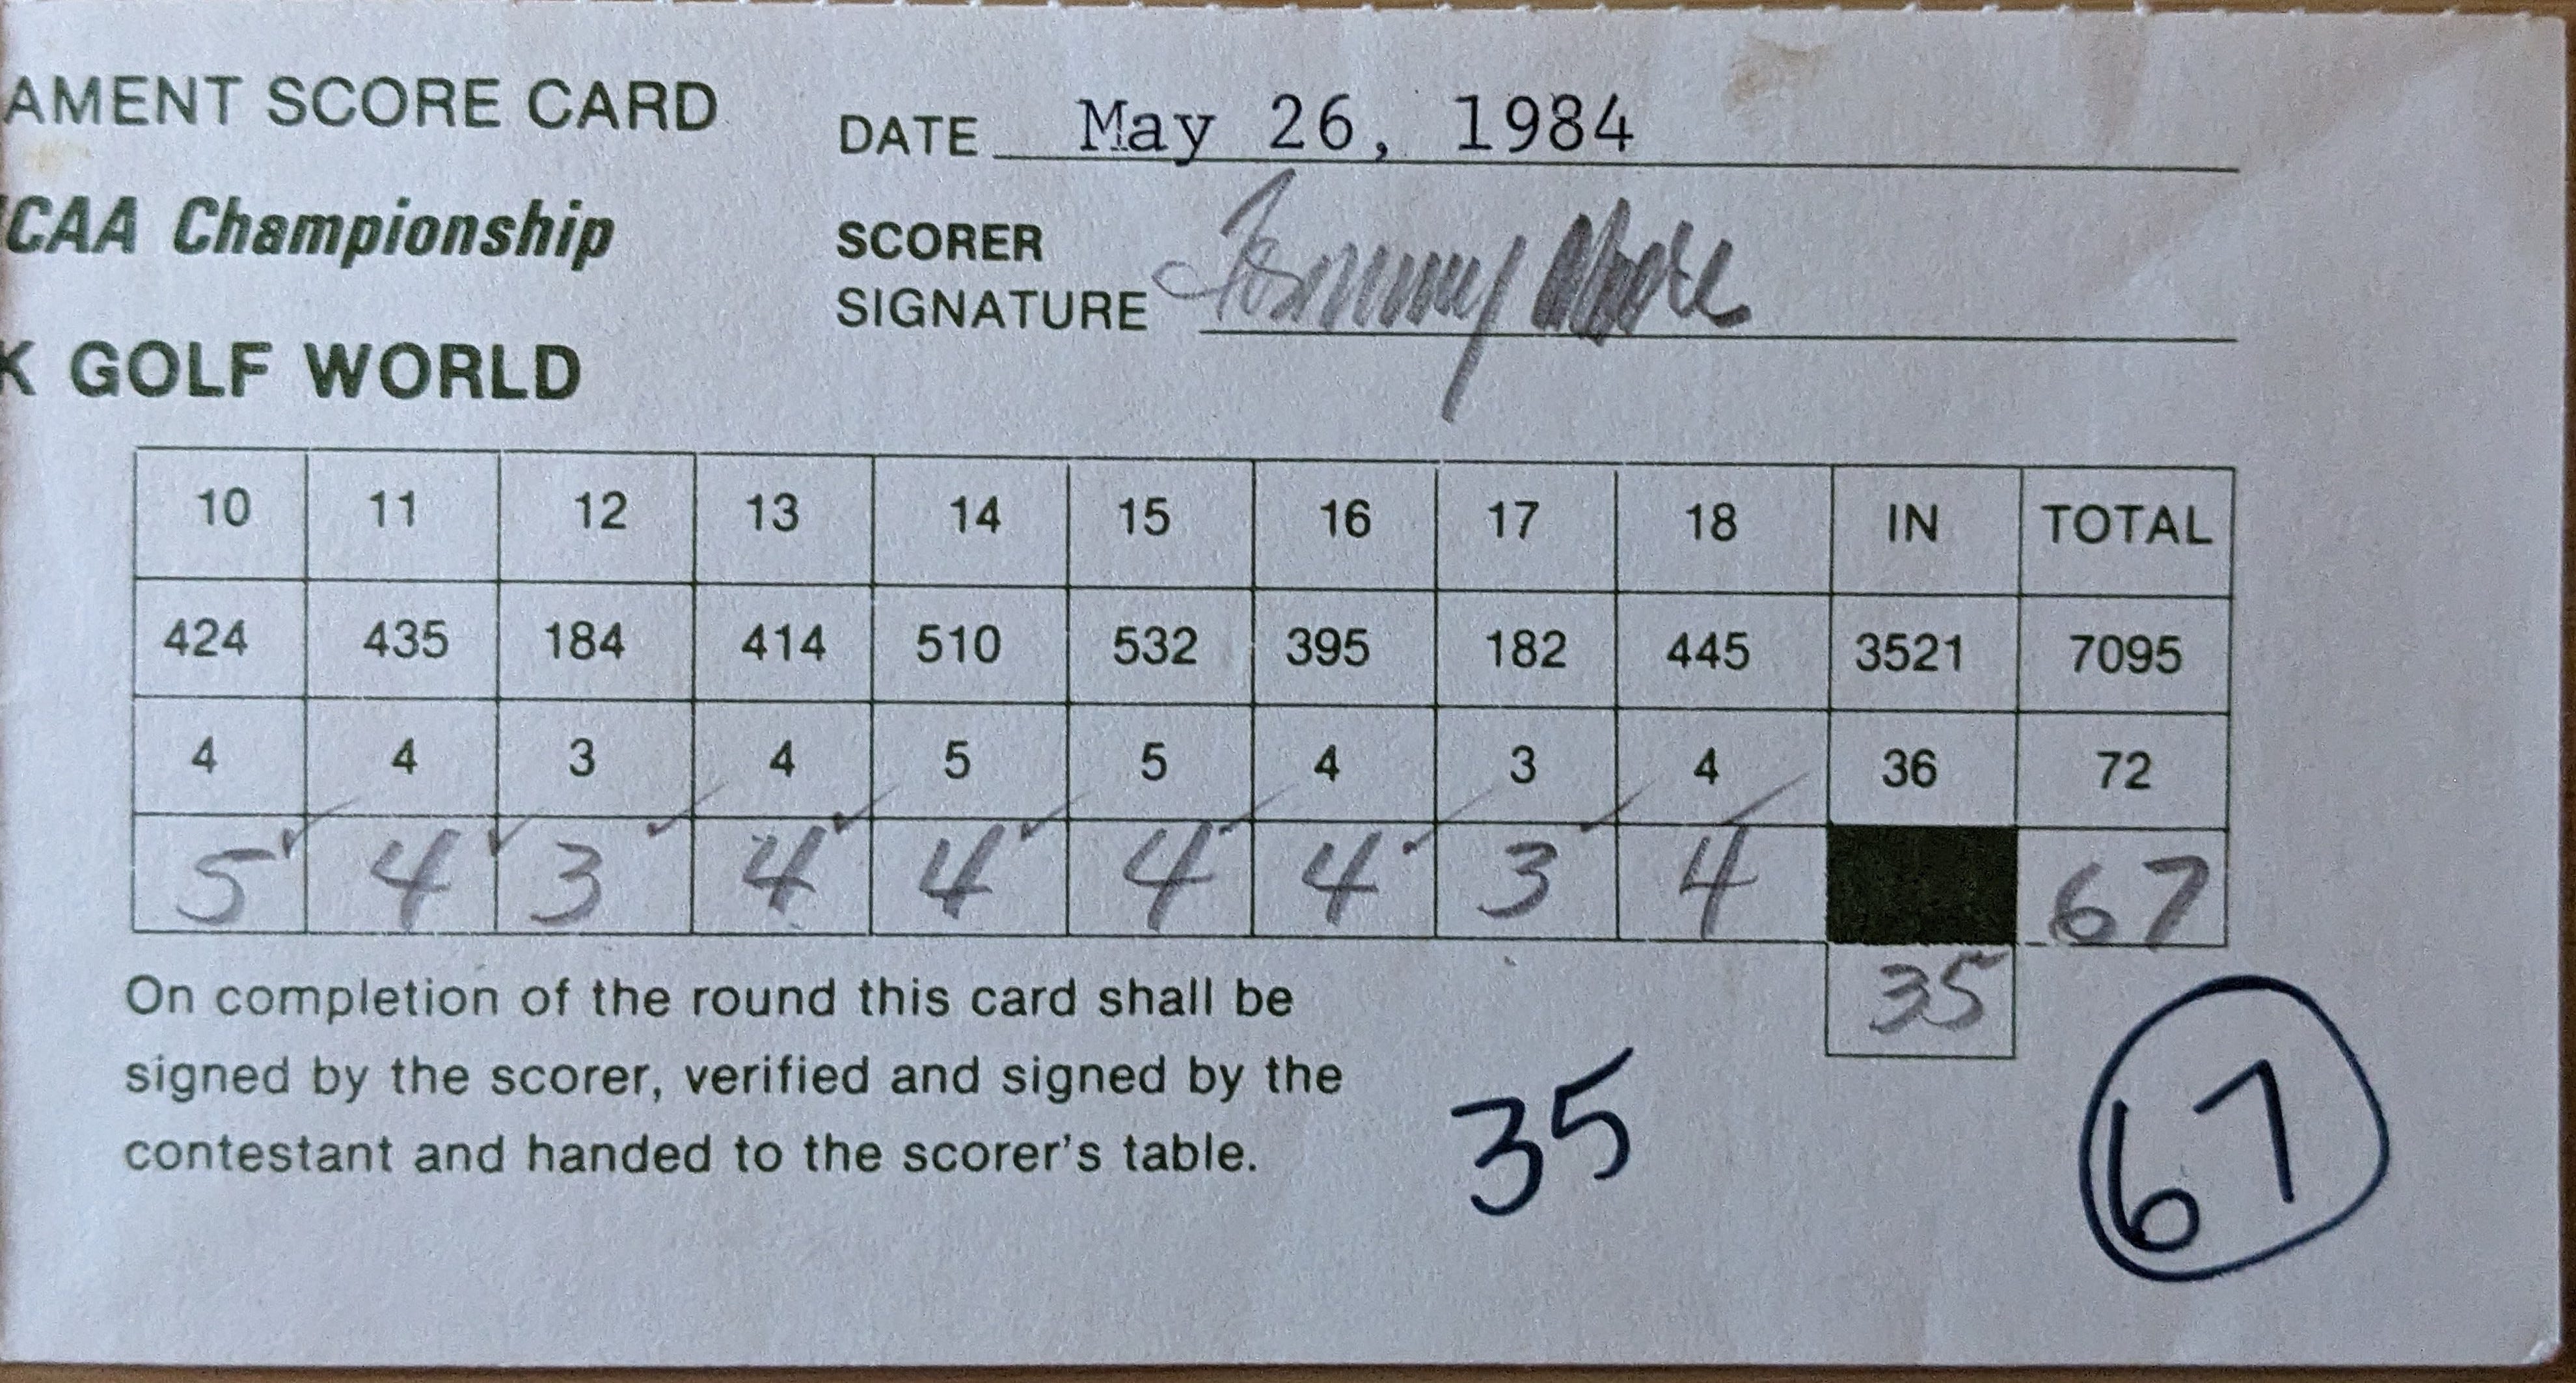 AMENT SCORE CARD
DATE May 26, 1984
CAA Championship
SCORER
SIGNATURE Tommy Moore
K GOLF WORLD
10 11 12 13 14 15 16 17 18 IN TOTAL
424 435 184 414 510 532 395 182 445 3521 7095
4 4 3 4 5 5 4 3 4 36 72
5 4 3 4 4 4 4 3 4 67
35
On completion of the round this card shall be
signed by the scorer, verified and signed by the
contestant and handed to the scorer's table.
35
67